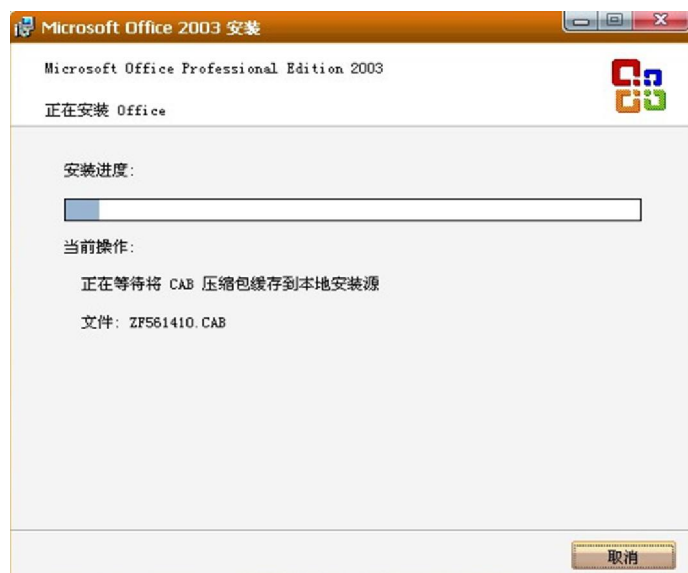 Microsoft Office 2003 安装
Microsoft Office Professional Edition 2003
正在安装 Office
安装进度:
当前操作:
正在等待将 CAB 压缩包缓存到本地安装源
文件: ZF561410.CAB
取消